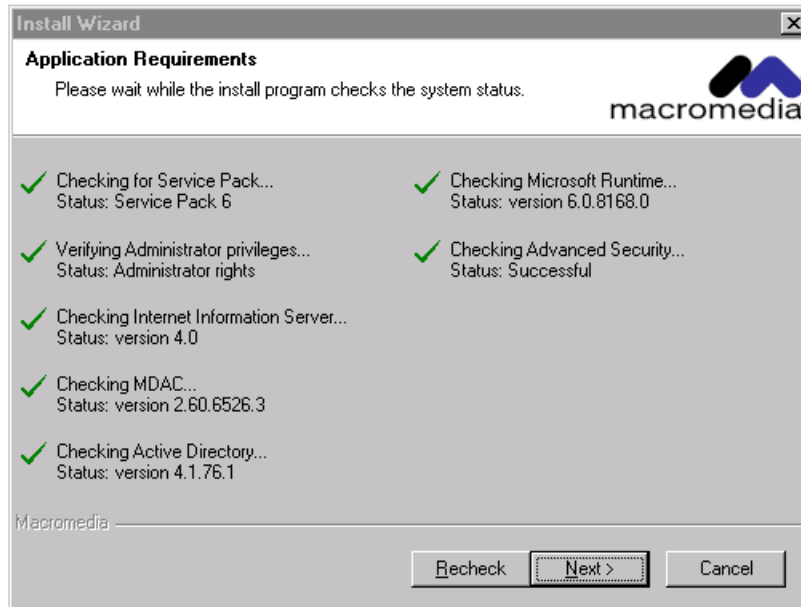 Install Wizard
Application Requirements
Please wait while the install program checks the system status.
macromedia
Checking for Service Pack...
Status: Service Pack 6
Verifying Administrator privileges...
Status: Administrator rights
Checking Internet Information Server...
Status: version 4.0
Checking MDAC...
Status: version 2.60.6526.3
Checking Active Directory...
Status: version 4.1.76.1
Checking Microsoft Runtime...
Status: version 6.0.8168.0
Checking Advanced Security...
Status: Successful
Macromedia
Recheck
Next >
Cancel